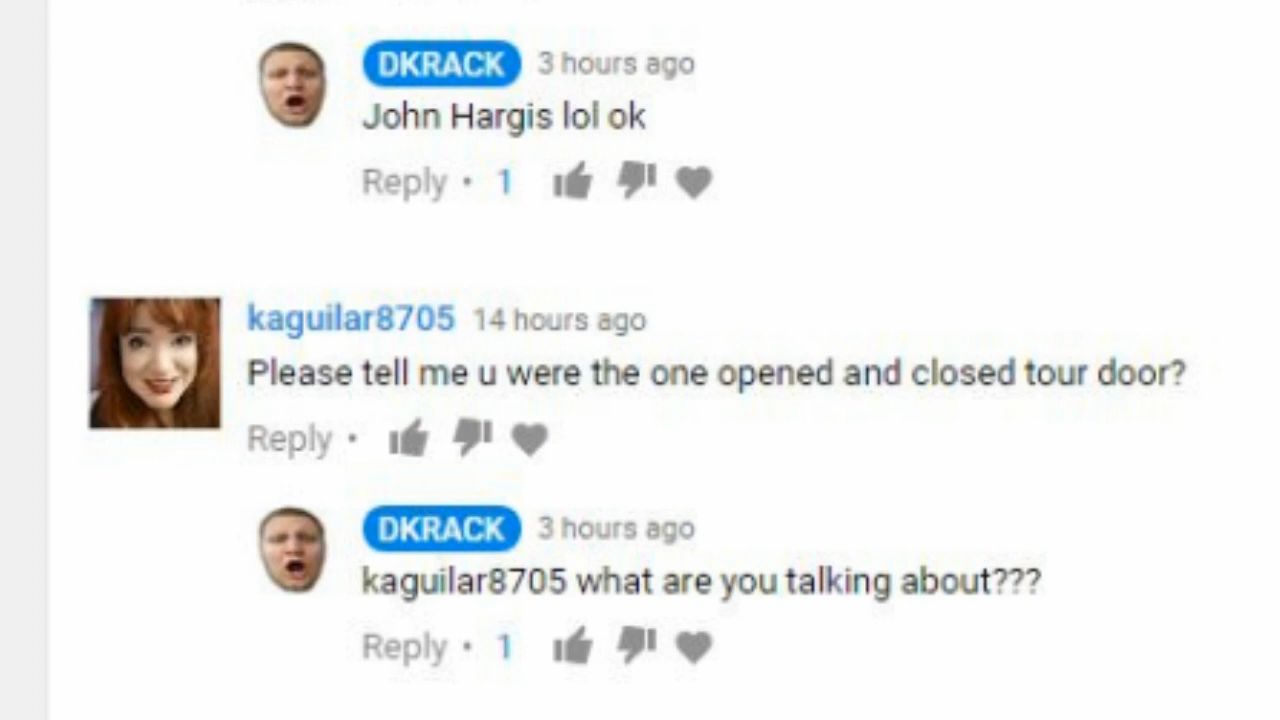 DKRACK 3 hours ago
John Hargis lol ok
Reply • 1
kaguilar8705 14 hours ago
Please tell me u were the one opened and closed tour door?
Reply •
DKRACK 3 hours ago
kaguilar8705 what are you talking about???
Reply • 1